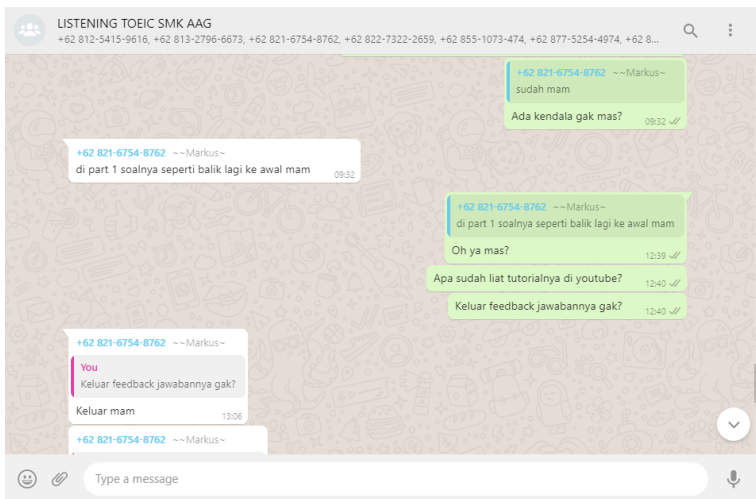 LISTENING TOEIC SMK AAG
+62 812-5415-9616, +62 813-2796-6673, +62 821-6754-8762, +62 822-7322-2659, +62 855-1073-474, +62 877-5254-4974, +62 8...
+62 821-6754-8762 ~~Markus~
sudah mam
Ada kendala gak mas?
09:32
+62 821-6754-8762 ~~Markus~
di part 1 soalnya seperti balik lagi ke awal mam
09:32
+62 821-6754-8762 ~~Markus~
di part 1 soalnya seperti balik lagi ke awal mam
Oh ya mas?
12:39
Apa sudah liat tutorialnya di youtube?
12:40
Keluar feedback jawabannya gak?
12:40
+62 821-6754-8762 ~~Markus~
You
Keluar feedback jawabannya gak?
Keluar mam
13:06
+62 821-6754-8762 ~~Markus~
Type a message